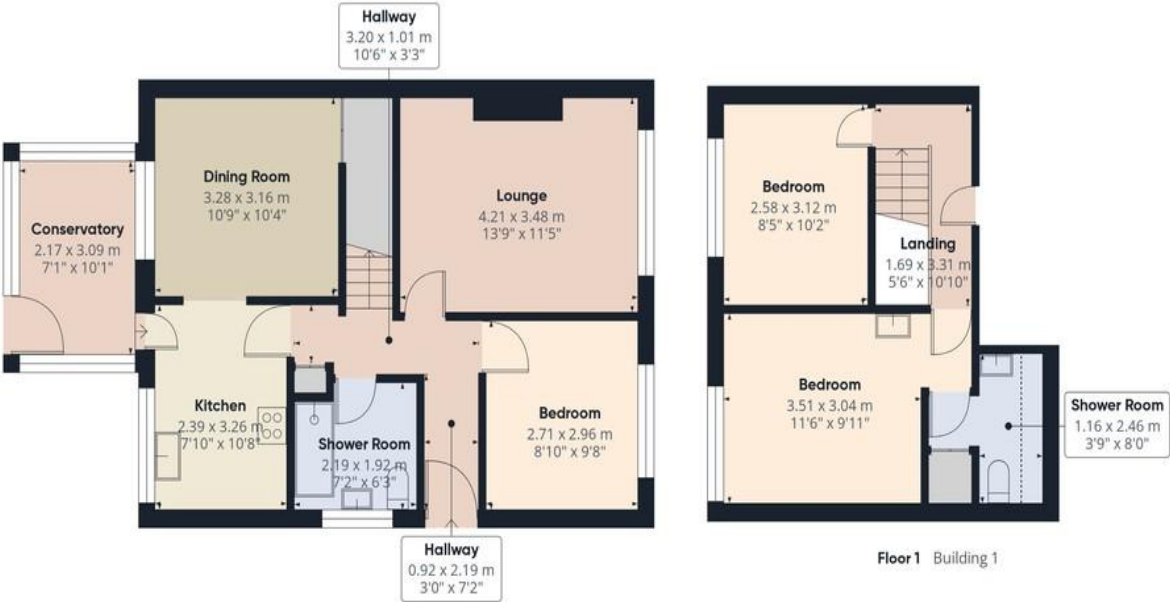 Hallway
3.20 x 1.01 m
10'6" x 3'3"
Dining Room
3.28 x 3.16 m
10'9" x 10'4"
Lounge
4.21 x 3.48 m
13'9" x 11'5"
Conservatory
2.17 x 3.09 m
7'1" x 10'1"
Kitchen
2.39 x 3.26 m
7'10" x 10'8"
Shower Room
2.19 x 1.92 m
7'2" x 6'3"
Bedroom
2.71 x 2.96 m
8'10" x 9'8"
Hallway
0.92 x 2.19 m
3'0" x 7'2"
Bedroom
2.58 x 3.12 m
8'5" x 10'2"
Landing
1.69 x 3.31 m
5'6" x 10'10"
Bedroom
3.51 x 3.04 m
11'6" x 9'11"
Shower Room
1.16 x 2.46 m
3'9" x 8'0"
Floor 1 Building 1